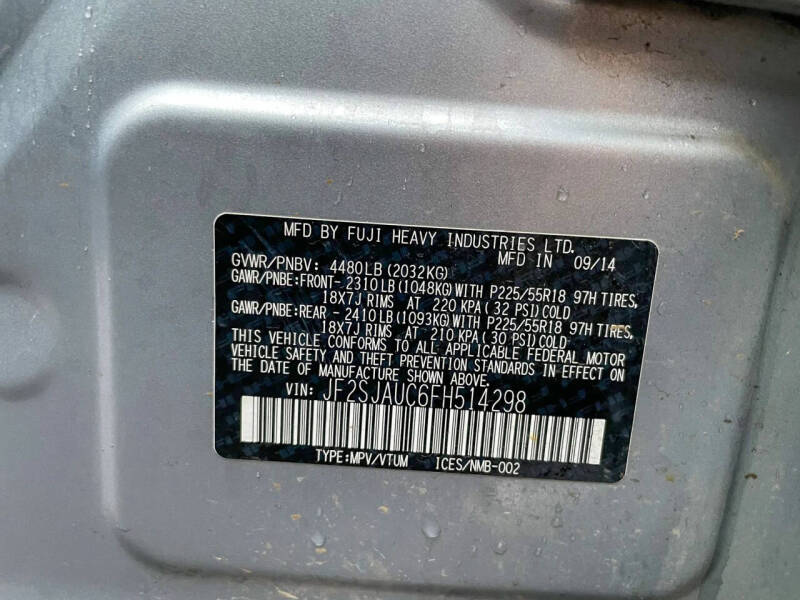 MFD BY FUJI HEAVY INDUSTRIES LTD.
MFD IN 09/14
GVWR/PNBV: 4480LB (2032KG)
GAWR/PNBE:FRONT- 2310LB (1048KG)WITH P225/55R18 97H TIRES,
18X7J RIMS AT 220 KPA(32 PSI)COLD
GAWR/PNBE:REAR - 2410LB(1093KG)WITH P225/55R18 97H TIRES,
18X7J RIMS AT 210 KPA(30 PSI)COLD
THIS VEHICLE CONFORMS TO ALL APPLICABLE FEDERAL MOTOR
VEHICLE SAFETY AND THEFT PREVENTION STANDARDS IN EFFECT
ON THE DATE OF MANUFACTURE SHOWN ABOVE.
VIN: JF2SJAUC6FH514298
TYPE:MPV/VTUM ICES/NMB-002